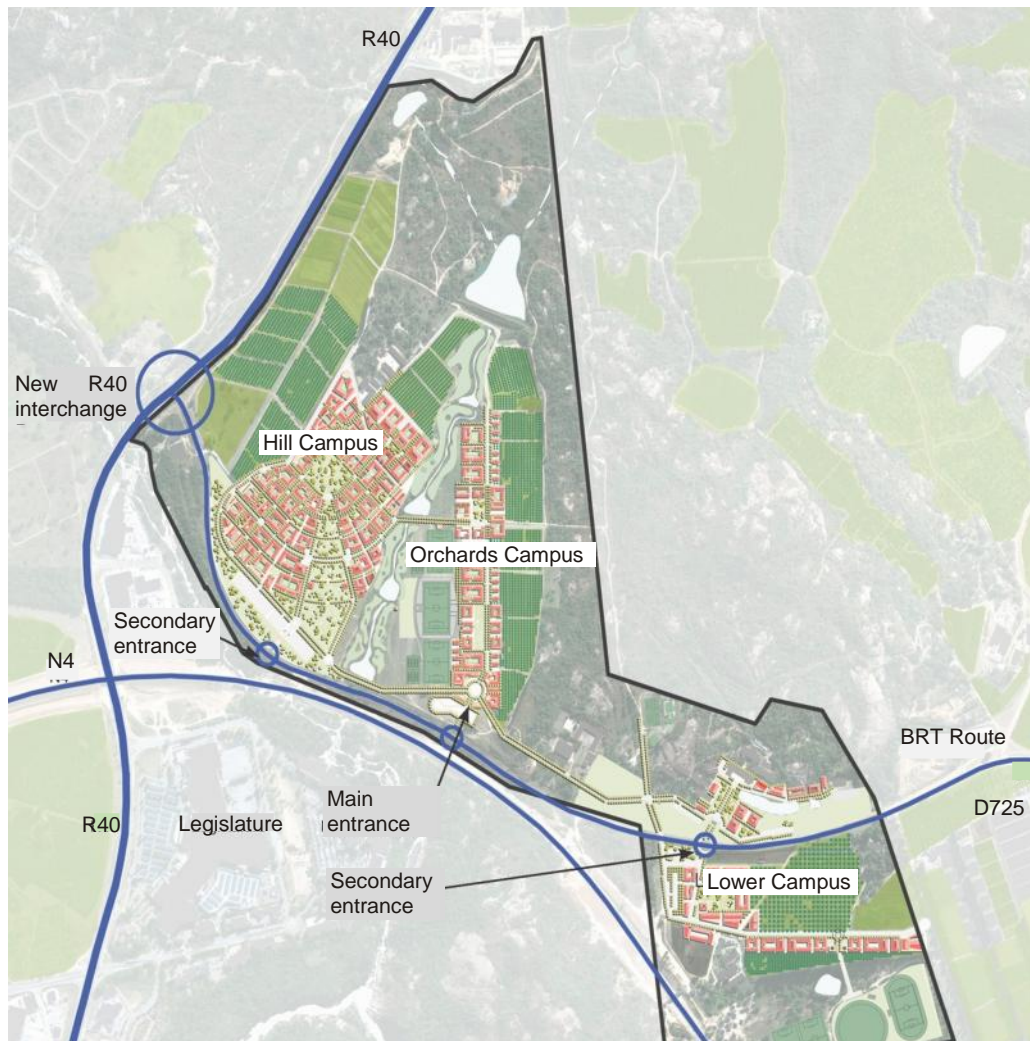 R40
New R40
interchange
Hill Campus
Orchards Campus
Secondary
entrance
N4
BRT Route
Main
entrance
D725
R40
Legislature
Secondary
entrance
Lower Campus